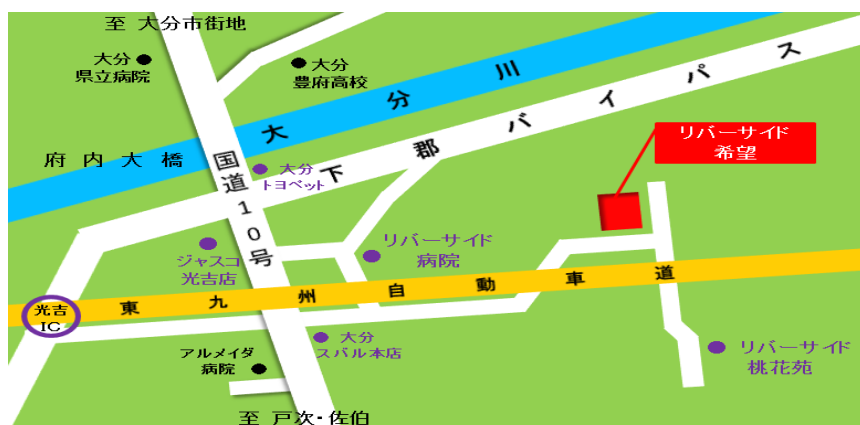 至 大分市街地
大分
県立病院
大分
豊府高校
大分川
下郡バイパス
リバーサイド
希望
府内大橋
国道10号
大分
トヨペット
ジャスコ
光吉店
リバーサイド
病院
光吉
IC
東九州自動車道
大分
スバル本店
アルメイダ
病院
リバーサイド
桃花苑
至 戸次・佐伯